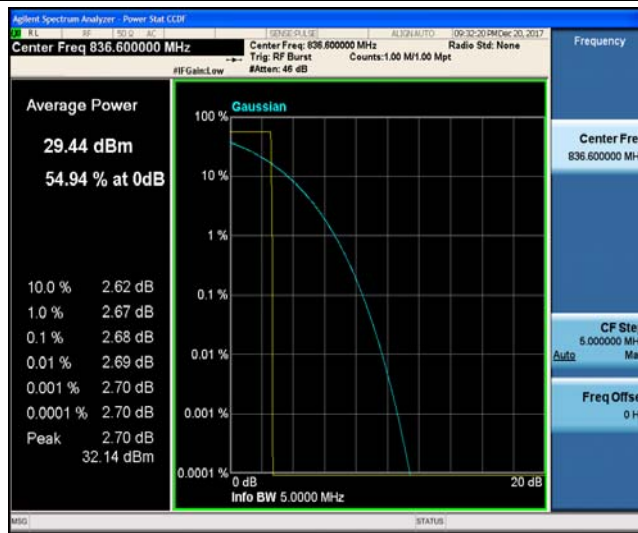 Agilent Spectrum Analyzer - Power Stat CCDF
RL RF 50 Ω AC SENSE:PULSE ALIGN AUTO 09:32:20 PM Dec 20, 2017
Center Freq 836.600000 MHz
Center Freq: 836.600000 MHz Radio Std: None
Trig: RF Burst Counts:1.00 M/1.00 Mpt
#IFGain:Low #Atten: 46 dB
Frequency
Average Power
29.44 dBm
54.94 % at 0dB
10.0 % 2.62 dB
1.0 % 2.67 dB
0.1 % 2.68 dB
0.01 % 2.69 dB
0.001 % 2.70 dB
0.0001 % 2.70 dB
Peak 2.70 dB
32.14 dBm
Gaussian
100 %
10 %
1 %
0.1 %
0.01 %
0.001 %
0.0001 %
0 dB 20 dB
Info BW 5.0000 MHz
Center Fre
836.600000 MH
CF Ste
5.000000 MH
Auto Ma
Freq Offse
0 H
MSG STATUS